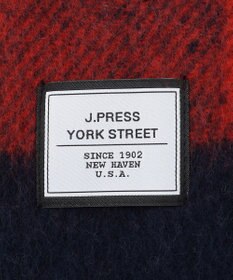 J.PRESS
YORK STREET
SINCE 1902
NEW HAVEN
U.S.A.